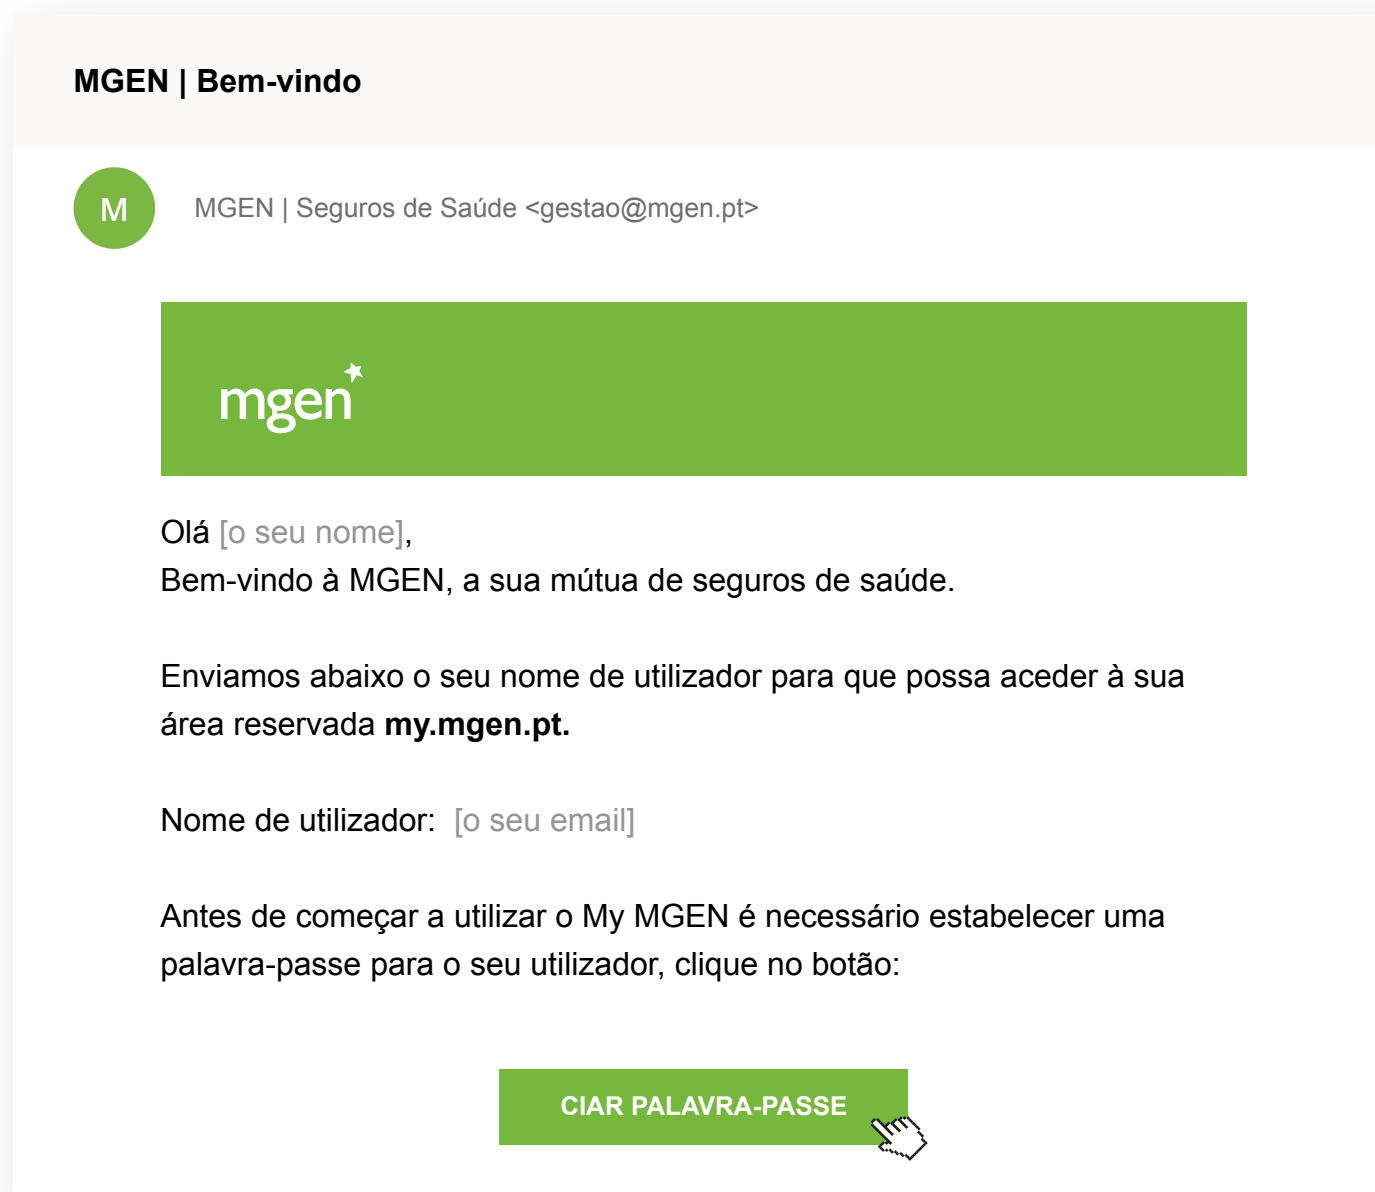 MGEN | Bem-vindo
M
MGEN | Seguros de Saúde <gestao@mgen.pt>
mgen
Olá [o seu nome],
Bem-vindo à MGEN, a sua mútua de seguros de saúde.
Enviamos abaixo o seu nome de utilizador para que possa aceder à sua
área reservada my.mgen.pt.
Nome de utilizador: [o seu email]
Antes de começar a utilizar o My MGEN é necessário estabelecer uma
palavra-passe para o seu utilizador, clique no botão:
CIAR PALAVRA-PASSE